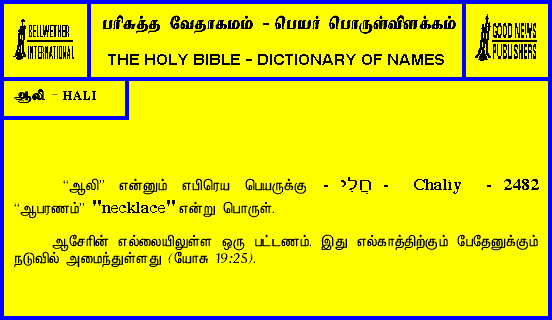 BELLWETHER
INTERNATIONAL
பரிசுத்த வேதாகமம் - பெயர் பொருள்விளக்கம்
THE HOLY BIBLE - DICTIONARY OF NAMES
GOOD NEWS
PUBLISHERS
ஆலி - HALI
“ஆலி” என்னும் எபிரெய பெயருக்கு - חֲלִי - Chaliy - 2482
“ஆபரணம்” "necklace" என்று பொருள்.
ஆசேரின் எல்லையிலுள்ள ஒரு பட்டணம். இது எல்காத்திற்கும் பேதேனுக்கும்
நடுவில் அமைந்துள்ளது (யோசு 19:25).